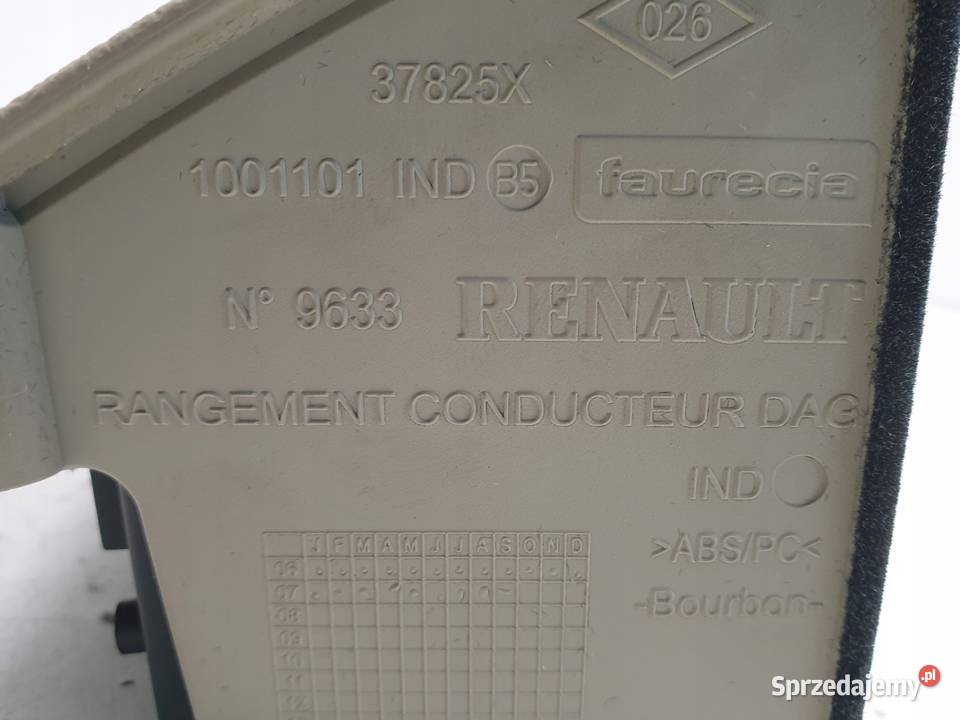 026
37825X
1001101 IND B5 faurecia
N° 9633 RENAULT
RANGEMENT CONDUCTEUR DAG
IND
>ABS/PC<
-Bourbon-
J F M A M J J A S O N D
06
07
08
09
10
11
12
Sprzedajemy.pl